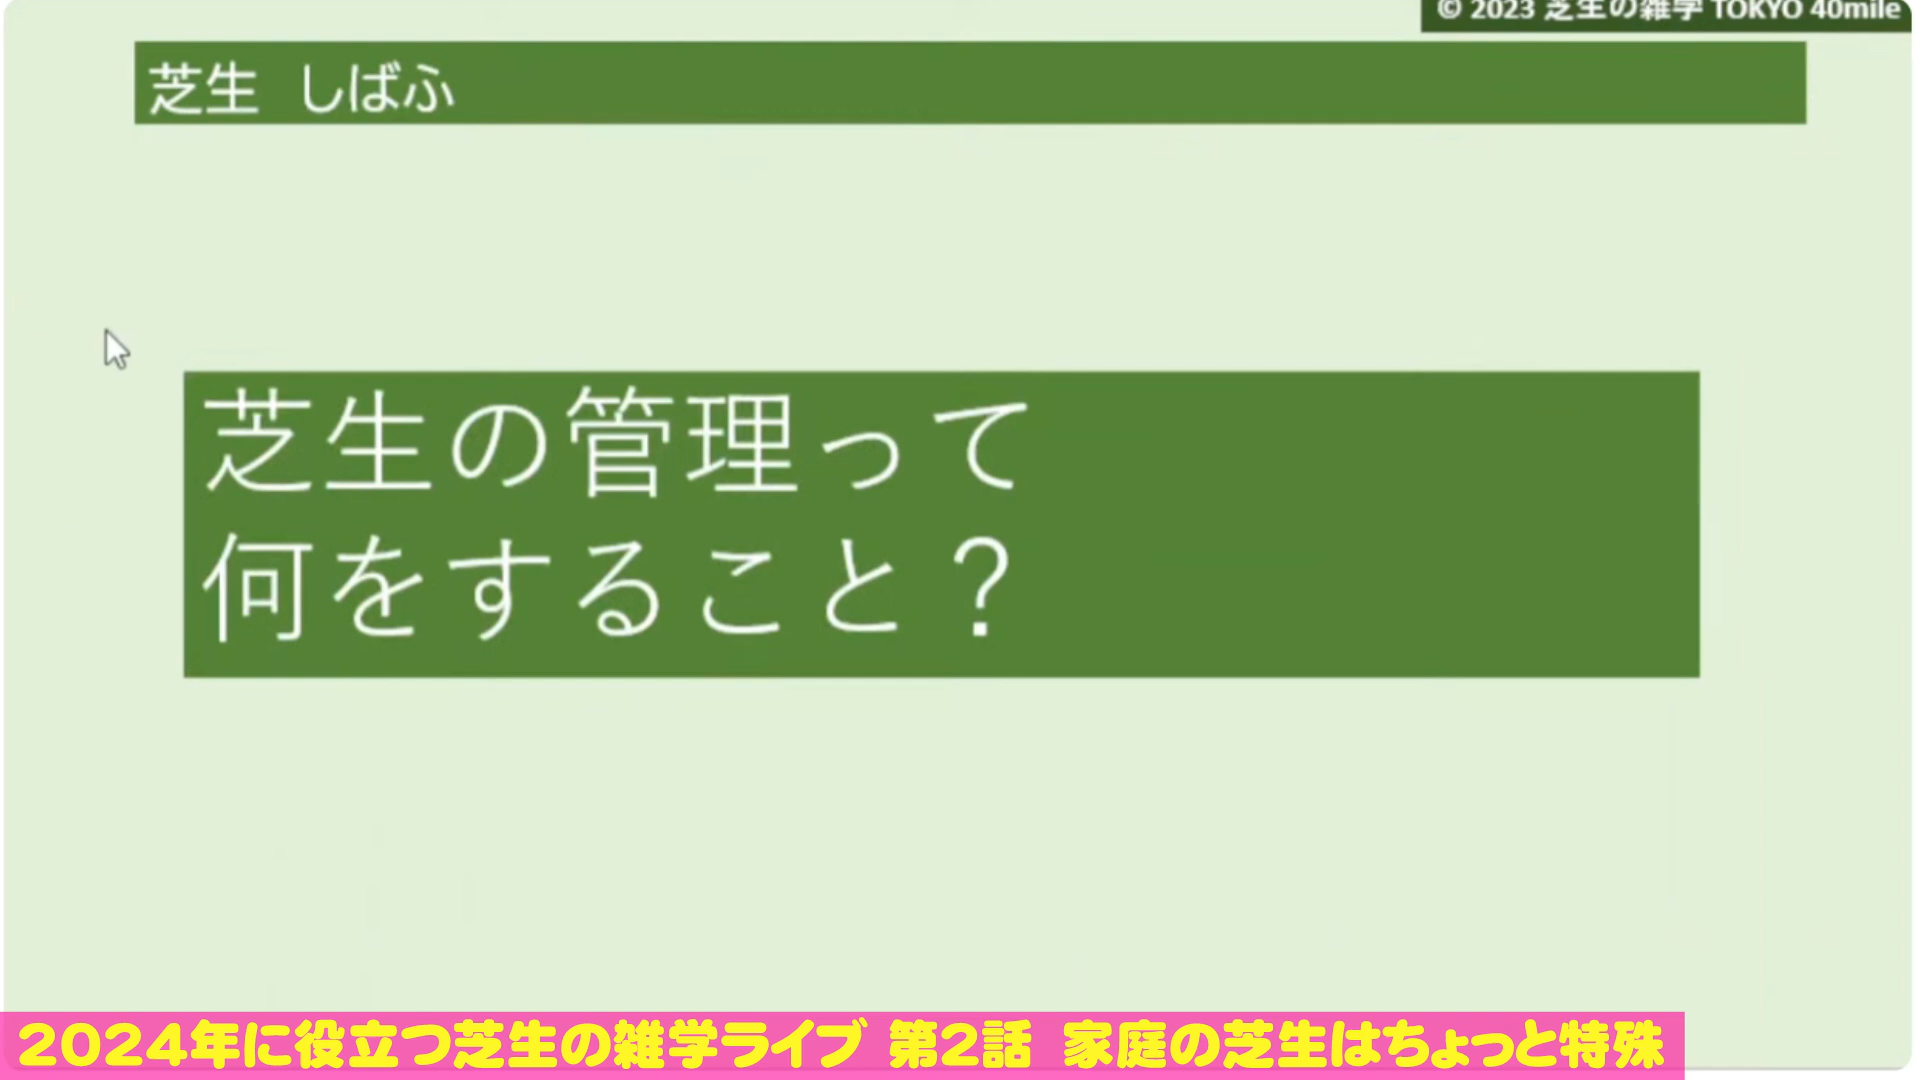 © 2023 芝生の雑学 TOKYO 40mile
芝生 しばふ
芝生の管理って
何をすること？
2024年に役立つ芝生の雑学ライブ 第2話 家庭の芝生はちょっと特殊